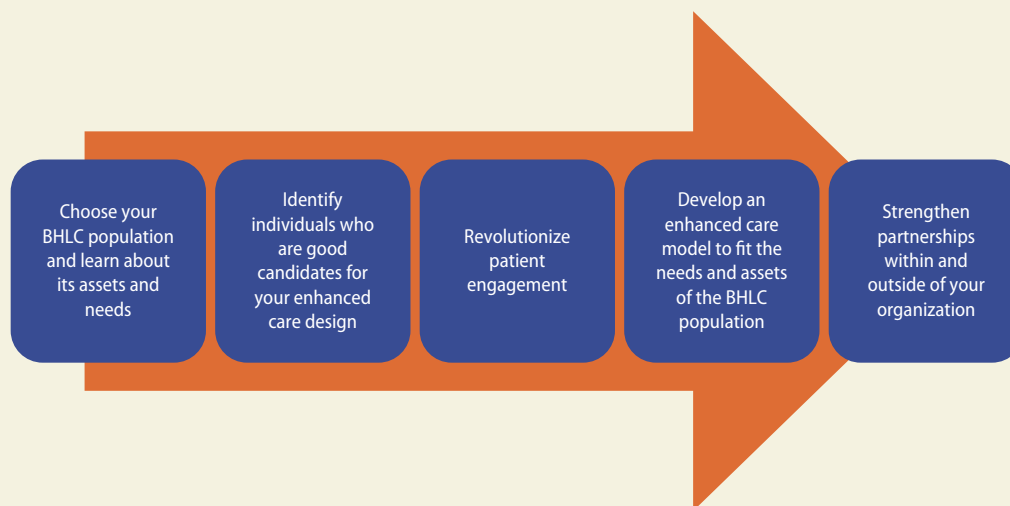 Choose your
BHLC population
and learn about
its assets and
needs
Identify
individuals who
are good
candidates for
your enhanced
care design
Revolutionize
patient
engagement
Develop an
enhanced care
model to fit the
needs and assets
of the BHLC
population
Strengthen
partnerships
within and
outside of your
organization